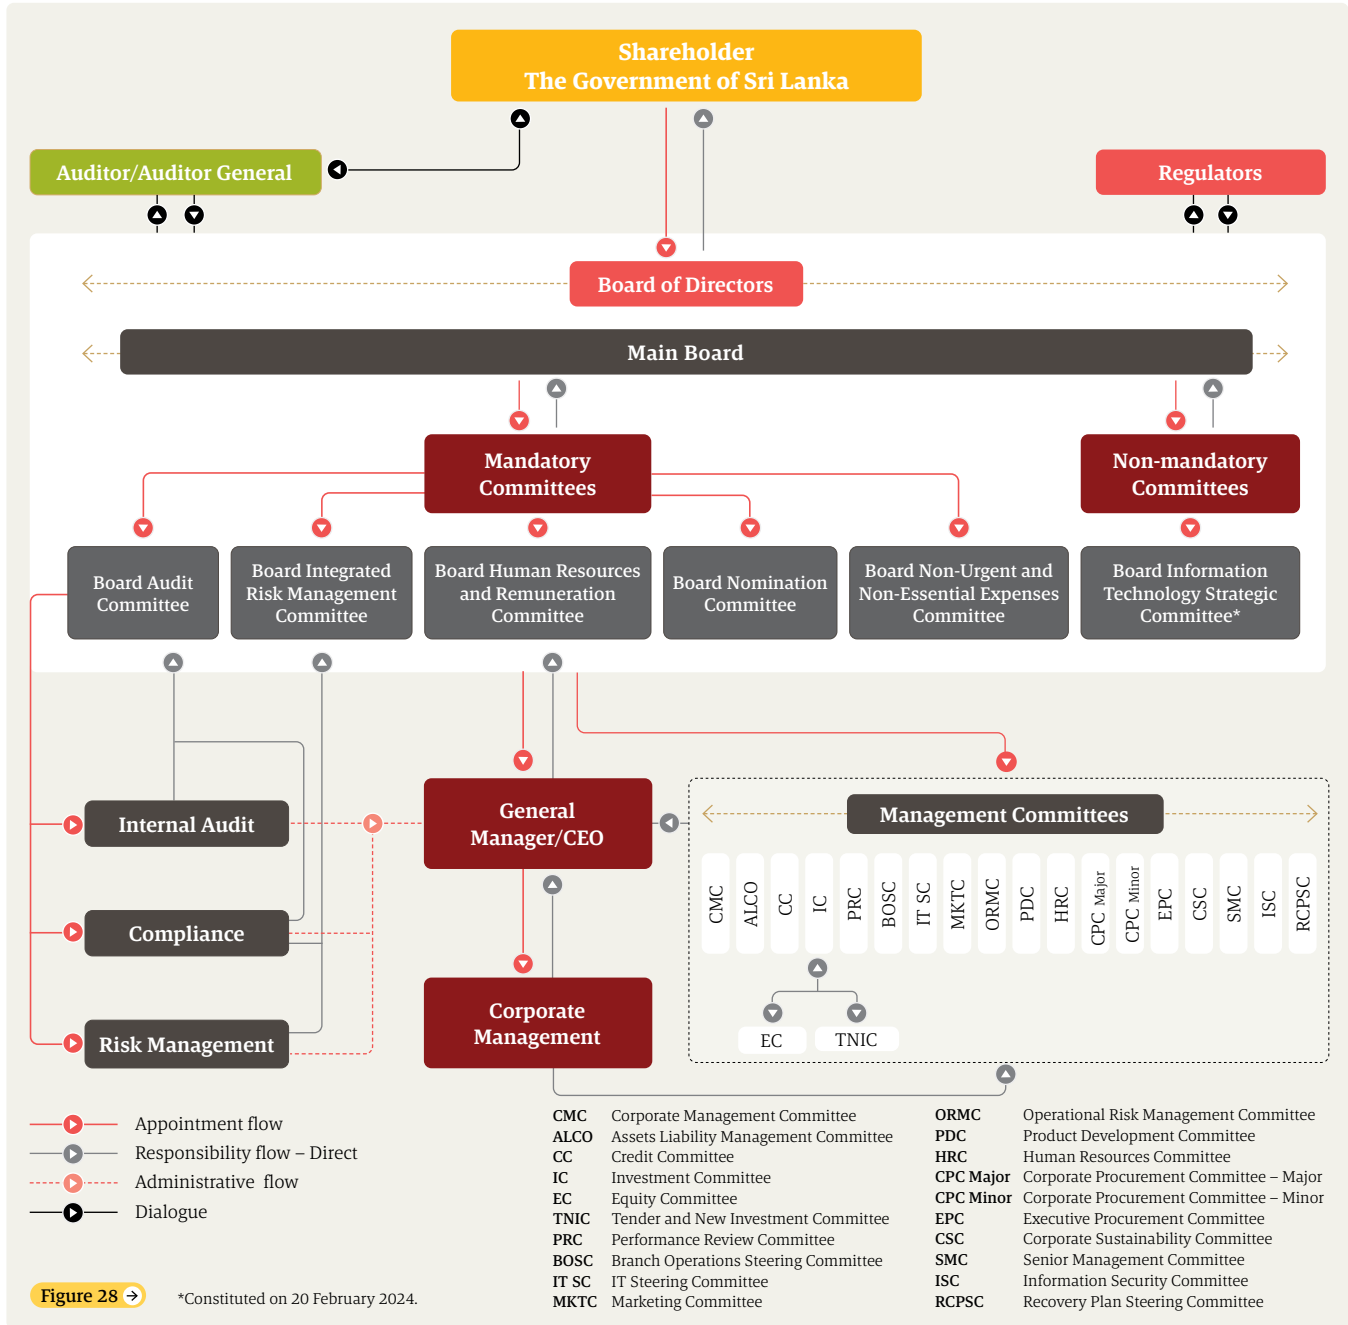 Shareholder
The Government of Sri Lanka
Auditor/Auditor General
Regulators
Board of Directors
Main Board
Mandatory
Committees
Non-mandatory
Committees
Board Audit
Committee
Board Integrated
Risk Management
Committee
Board Human Resources
and Remuneration
Committee
Board Nomination
Committee
Board Non-Urgent and
Non-Essential Expenses
Committee
Board Information
Technology Strategic
Committee*
Internal Audit
Compliance
Risk Management
General
Manager/CEO
Corporate
Management
Management Committees
CMC
ALCO
CC
IC
PRC
BOSC
IT SC
MKTC
ORMC
PDC
HRC
CPC Major
CPC Minor
EPC
CSC
SMC
ISC
RCPSC
EC
TNIC
Appointment flow
Responsibility flow – Direct
Administrative flow
Dialogue
CMC Corporate Management Committee
ALCO Assets Liability Management Committee
CC Credit Committee
IC Investment Committee
EC Equity Committee
TNIC Tender and New Investment Committee
PRC Performance Review Committee
BOSC Branch Operations Steering Committee
IT SC IT Steering Committee
MKTC Marketing Committee
ORMC Operational Risk Management Committee
PDC Product Development Committee
HRC Human Resources Committee
CPC Major Corporate Procurement Committee – Major
CPC Minor Corporate Procurement Committee – Minor
EPC Executive Procurement Committee
CSC Corporate Sustainability Committee
SMC Senior Management Committee
ISC Information Security Committee
RCPSC Recovery Plan Steering Committee
Figure 28
*Constituted on 20 February 2024.